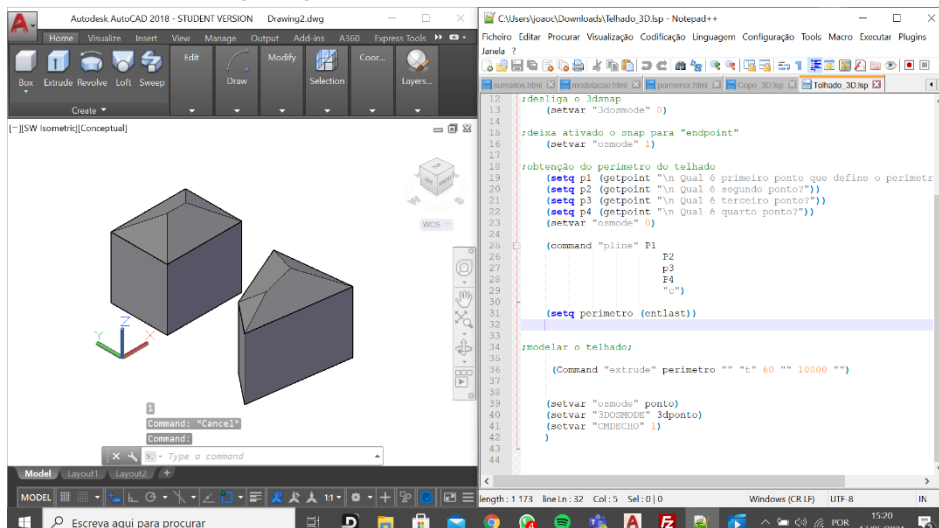 Autodesk AutoCAD 2018 - STUDENT VERSION Drawing2.dwg
Home Visualize Insert View Manage Output Add-ins A360 Express Tools
Box Extrude Revolve Loft Sweep
Edit
Draw
Modify
Selection
Coor...
Layers...
Create
[−][SW Isometric][Conceptual]
WCS
Z
Y
X
1
Command: "Cancel"
Command:
Type a command
Model Layout1 Layout2 +
MODEL 1:1
Escreva aqui para procurar
C:\Users\joaoc\Downloads\Telhado_3D.lsp - Notepad++
Ficheiro Editar Procurar Visualização Codificação Linguagem Configuração Tools Macro Executar Plugins
Janela ?
sumarios.html modelacao.html pormenor.html Copo_3D.lsp Telhado_3D.lsp
12 ;desliga o 3dsnap
13 (setvar "3dosmode" 0)
14
15 ;deixa ativado o snap para "endpoint"
16 (setvar "osmode" 1)
17
18 ;obtenção do perimetro do telhado
19 (setq p1 (getpoint "\n Qual é primeiro ponto que define o perimetr
20 (setq p2 (getpoint "\n Qual é segundo ponto?"))
21 (setq p3 (getpoint "\n Qual é terceiro ponto?"))
22 (setq p4 (getpoint "\n Qual é quarto ponto?"))
23 (setvar "osmode" 0)
24
25 (command "pline" P1
26 P2
27 p3
28 P4
29 "c")
30
31 (setq perimetro (entlast))
32
33
34 ;modelar o telhado;
35
36 (Command "extrude" perimetro "" "t" 60 "" 10000 "")
37
38
39 (setvar "osmode" ponto)
40 (setvar "3DOSMODE" 3dponto)
41 (setvar "CMDECHO" 1)
42 )
43
44
length : 1 173 line Ln : 32 Col : 5 Sel : 0 | 0 Windows (CR LF) UTF-8 IN
POR 15:20